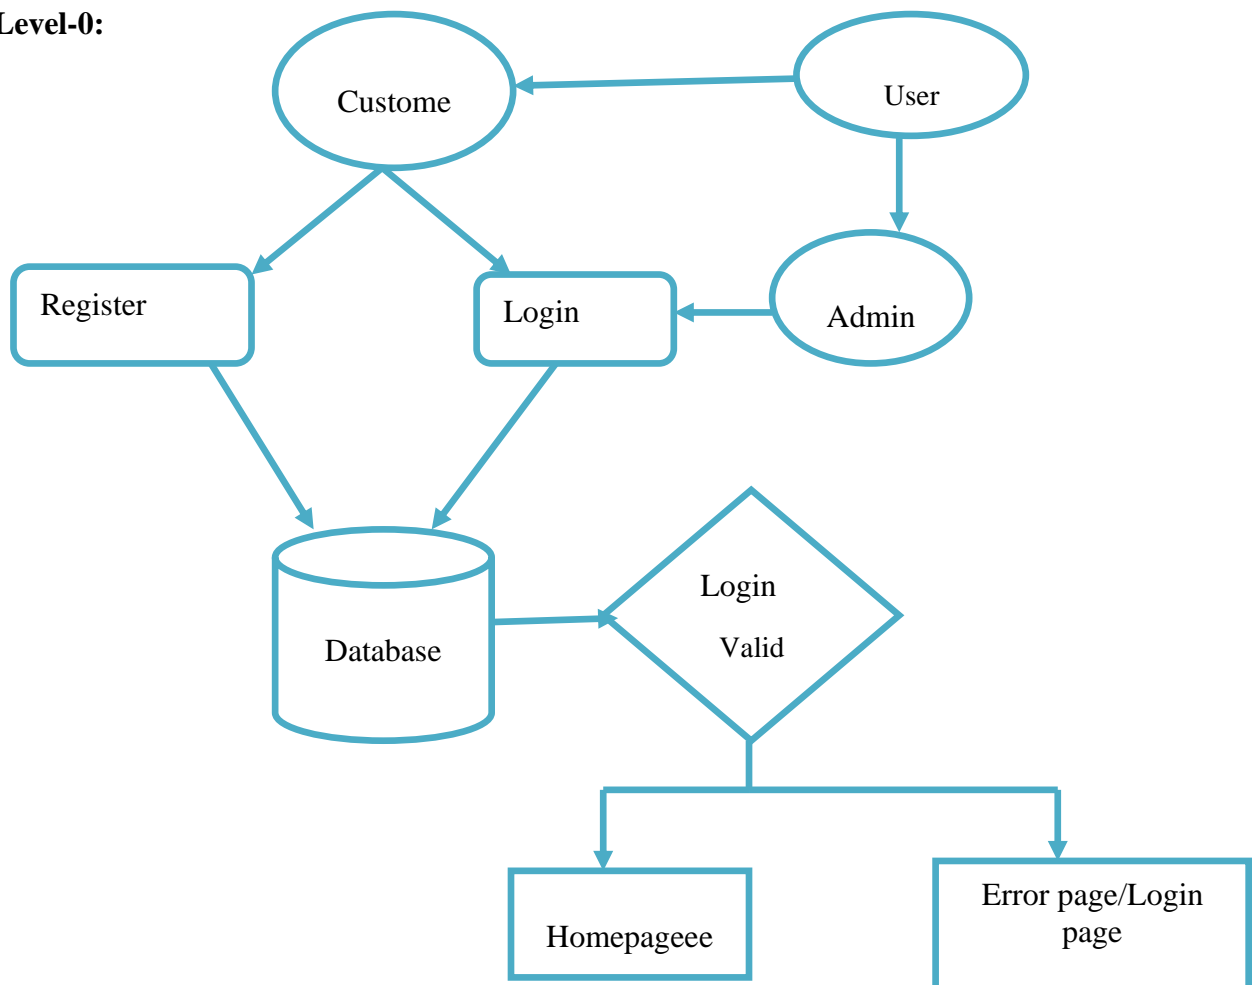 Level-0:
Custome
User
Register
Login
Admin
Database
Login
Valid
Homepageee
Error page/Login
page